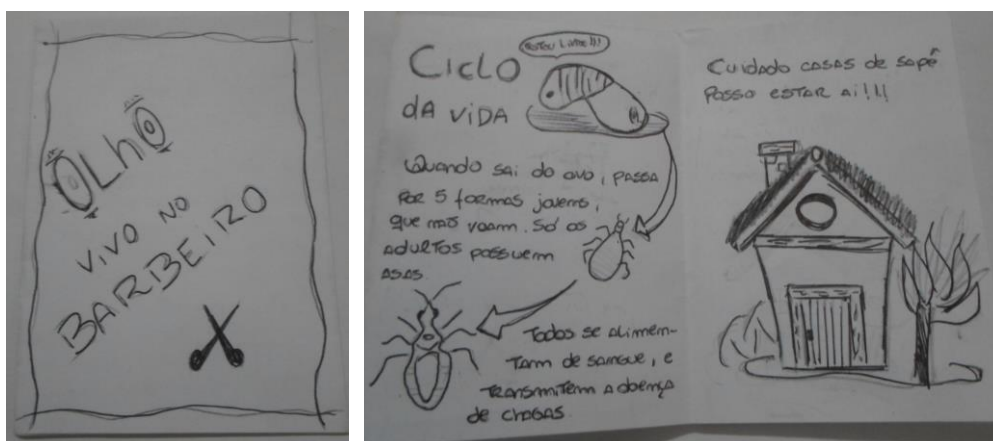 OLhO
VIVO NO
BARIBEIRO
CICLO
DA VIDA
ESTOU LIVRE!!!
Quando sai do ovo, passa
por 5 formas jovens,
que não voam. Só os
ADULTOS possuem
ASAS.
Todos se alimen-
tam de sangue, e
transmitem a doença
de chagas.
Cuidado casas de sapê
posso estar aí!!!